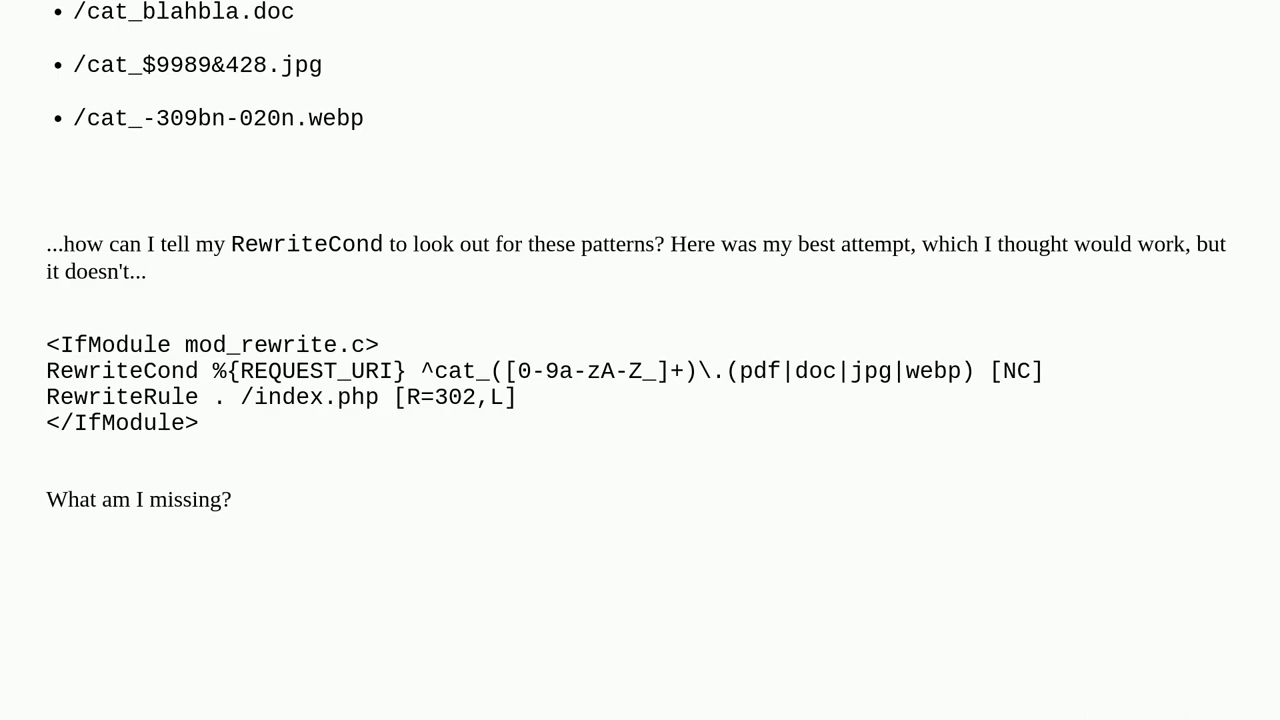 • /cat_blahbla.doc
• /cat_$9989&428.jpg
• /cat_-309bn-020n.webp
...how can I tell my RewriteCond to look out for these patterns? Here was my best attempt, which I thought would work, but
it doesn't...
<IfModule mod_rewrite.c>
RewriteCond %{REQUEST_URI} ^cat_([0-9a-zA-Z_]+)\.(pdf|doc|jpg|webp) [NC]
RewriteRule . /index.php [R=302,L]
</IfModule>
What am I missing?